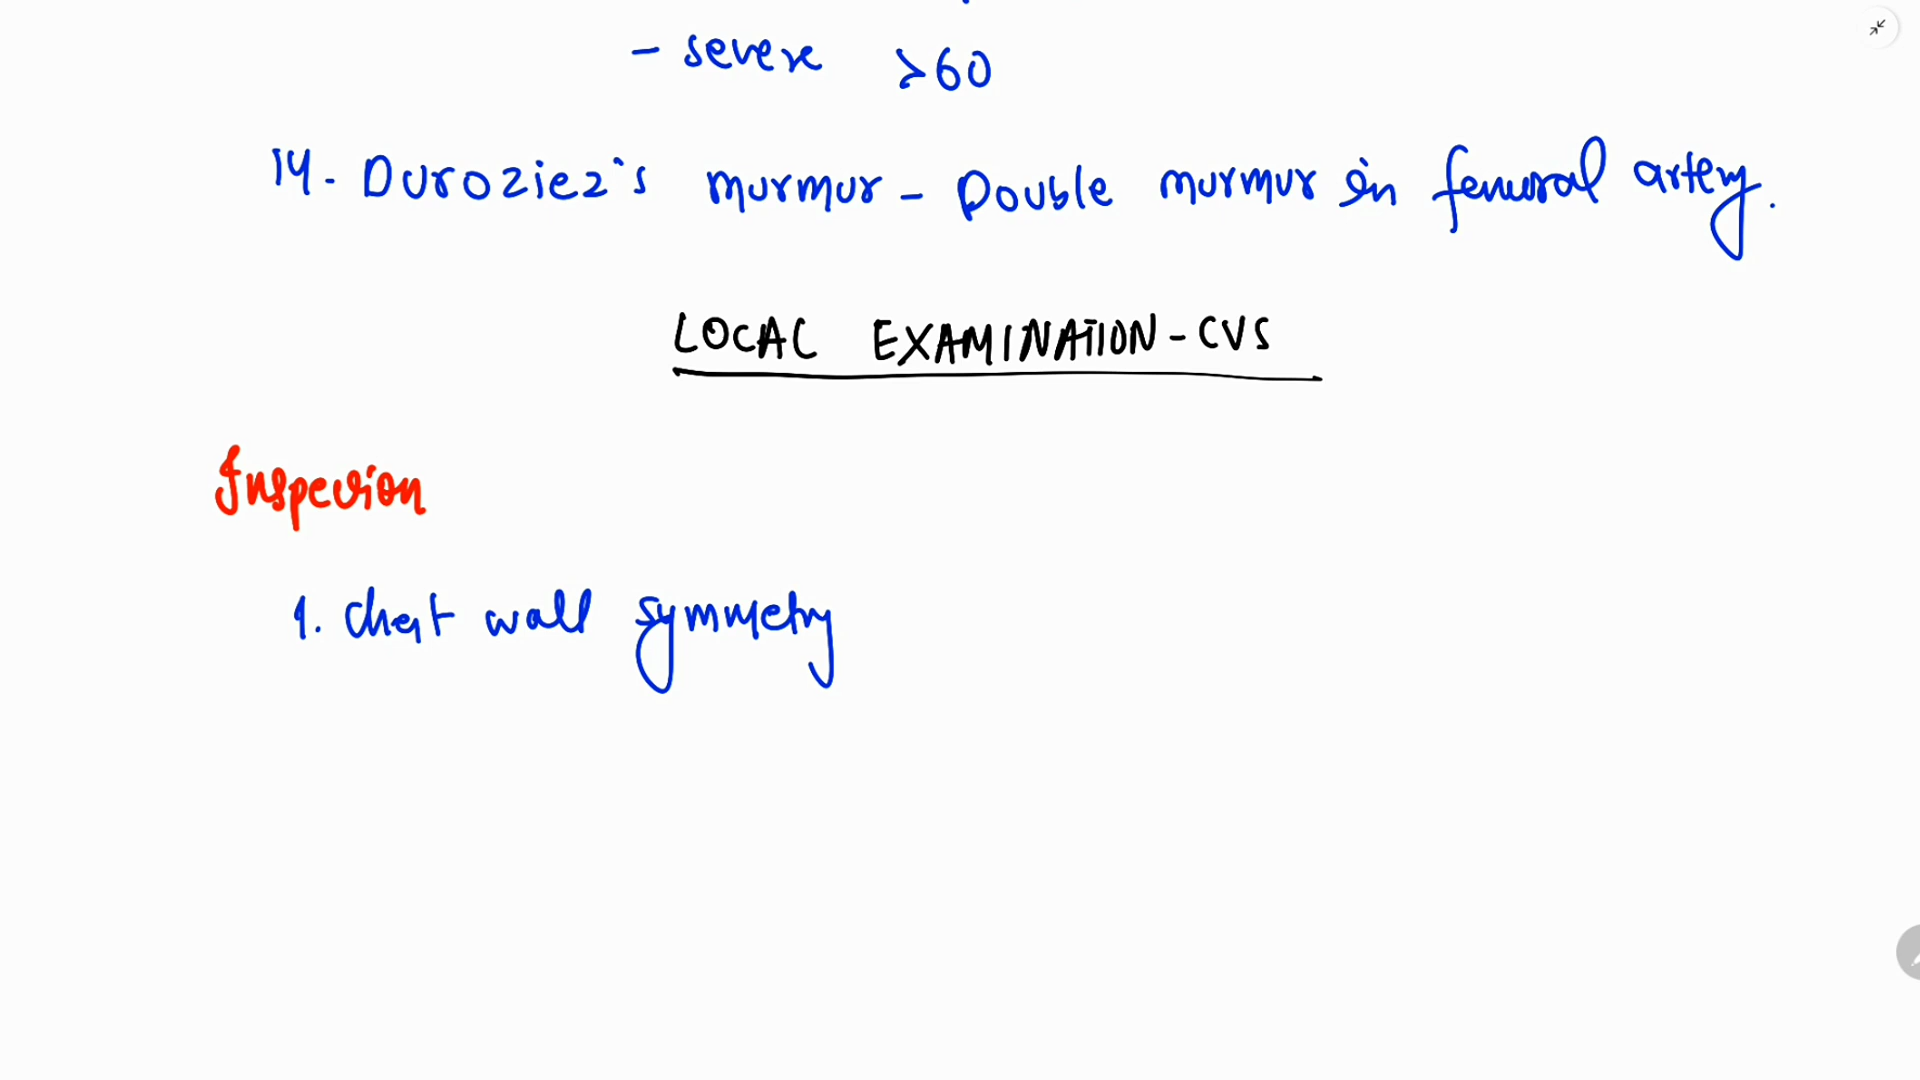 - severe >60
14. Duroziez's murmur - Double murmur in femoral artery.
LOCAL EXAMINATION - CVS
Inspection
1. Chest wall symmetry